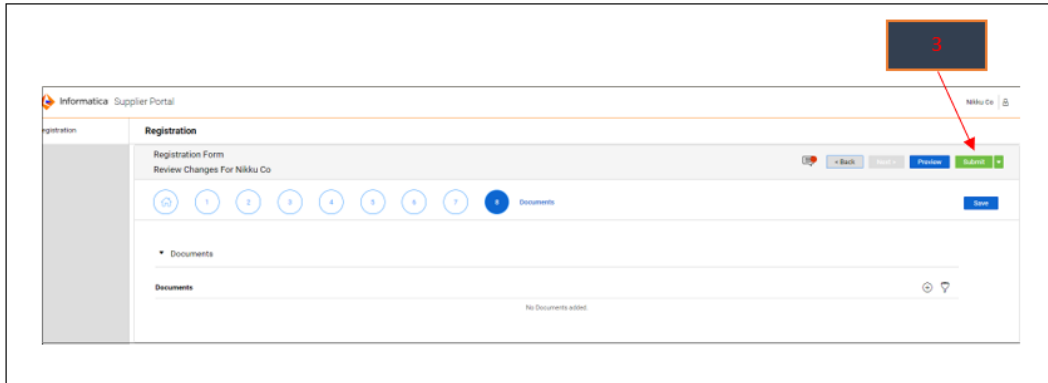 3
Informatica Supplier Portal
Nikku Co
egistration
Registration
Registration Form
Review Changes For Nikku Co
< Back
Next >
Preview
Submit
1
2
3
4
5
6
7
8
Documents
Save
Documents
Documents
No Documents added.